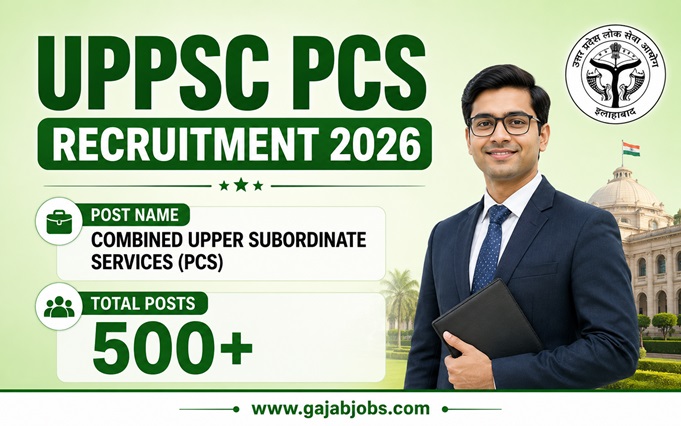 UPPSC PCS
RECRUITMENT 2026
POST NAME
COMBINED UPPER SUBORDINATE
SERVICES (PCS)
TOTAL POSTS
500+
उत्तर प्रदेश लोक सेवा आयोग
इलाहाबाद
www.gajabjobs.com